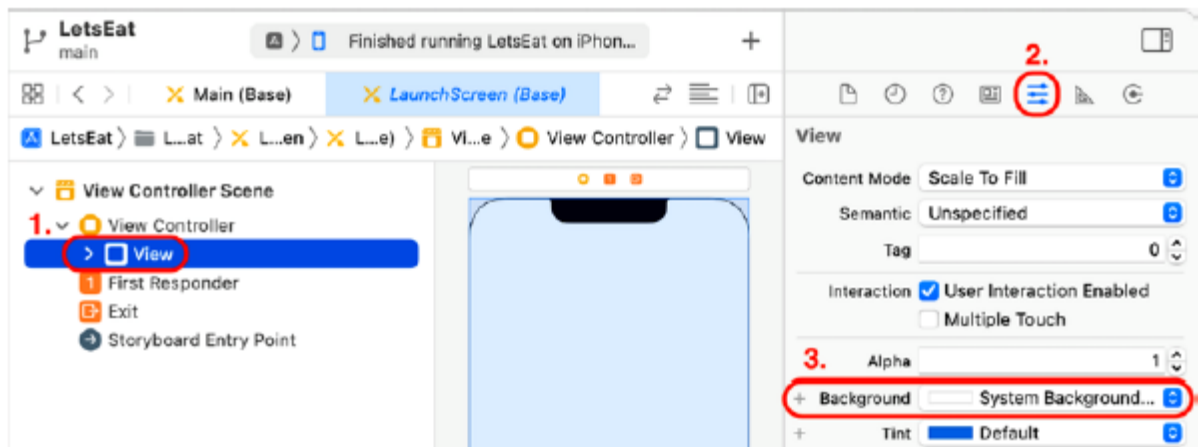 LetsEat
main
Finished running LetsEat on iPhon...
2.
Main (Base)
LaunchScreen (Base)
LetsEat 〉 L...at 〉 L...en 〉 L...e) 〉 Vi...e 〉 View Controller 〉 View
View
View Controller Scene
1.
View Controller
View
1 First Responder
Exit
Storyboard Entry Point
Content Mode Scale To Fill
Semantic Unspecified
Tag 0
Interaction User Interaction Enabled
Multiple Touch
3.
Alpha 1
+ Background System Background...
+ Tint Default